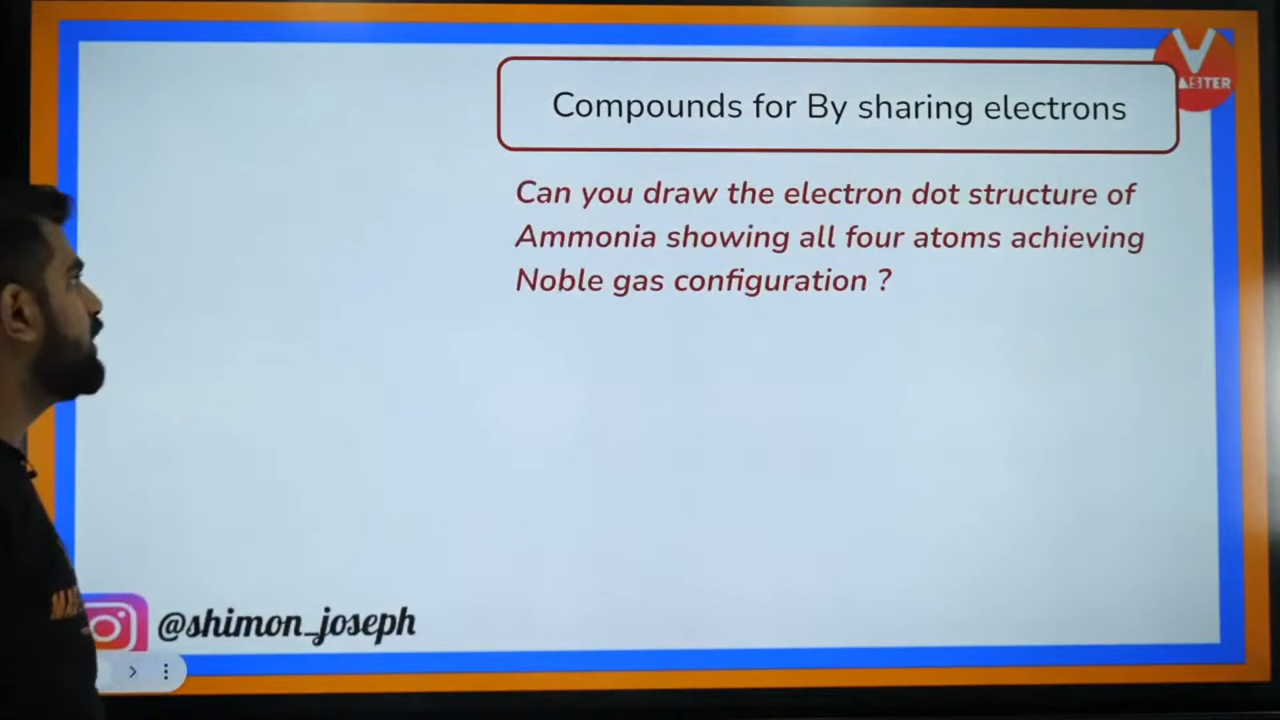 Compounds for By sharing electrons
Can you draw the electron dot structure of
Ammonia showing all four atoms achieving
Noble gas configuration ?
@shimon_joseph